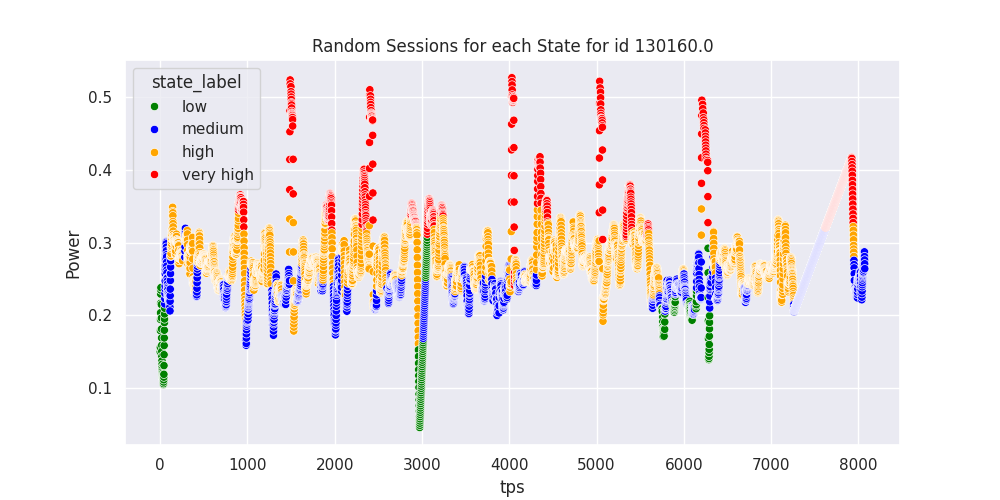 Random Sessions for each State for id 130160.0
state_label
low
medium
high
very high
Power
0.5
0.4
0.3
0.2
0.1
0 1000 2000 3000 4000 5000 6000 7000 8000
tps